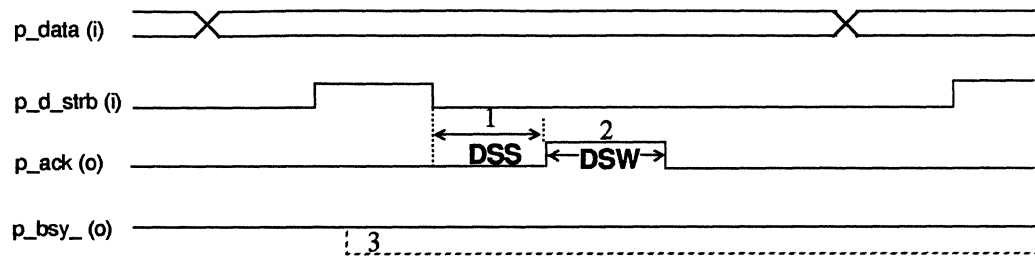 p_data (i)
p_d_strb (i)
1
2
DSS
DSW
p_ack (o)
p_bsy_ (o)
3